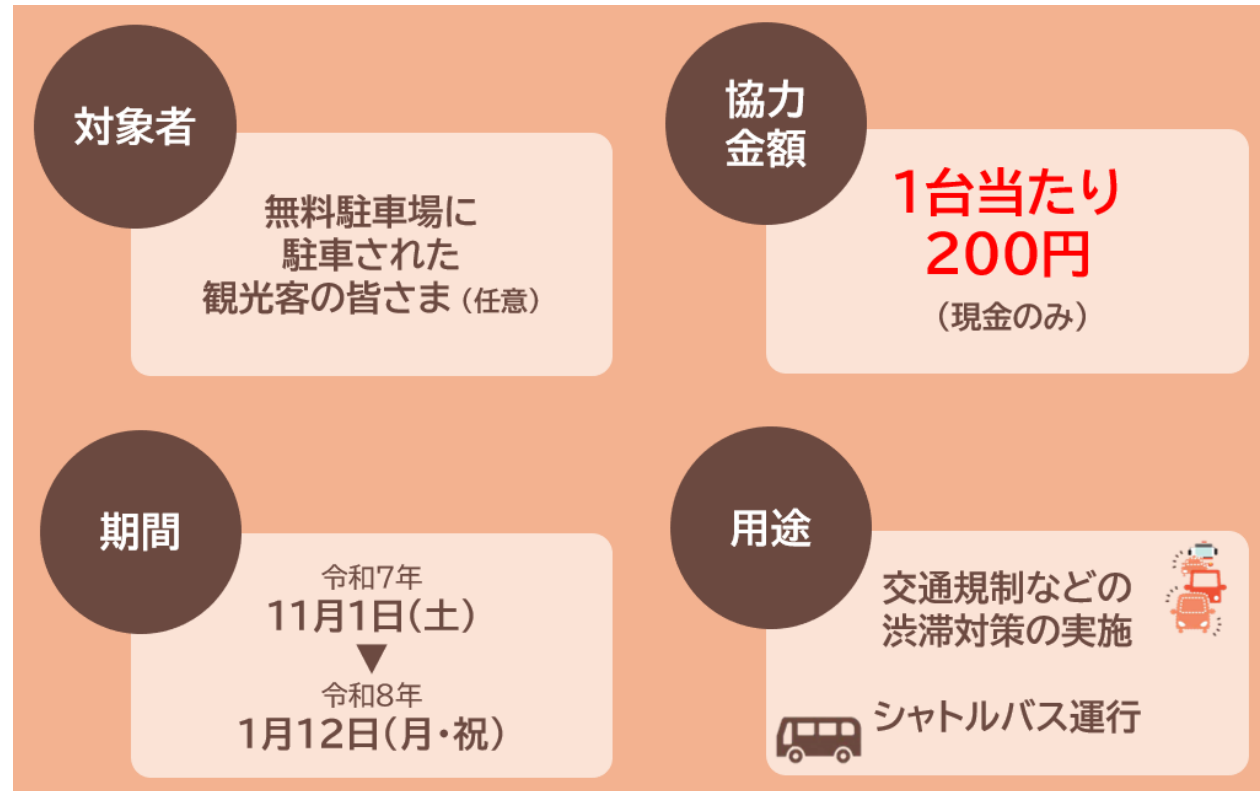 対象者
無料駐車場に
駐車された
観光客の皆さま（任意）
協力
金額
1台当たり
200円
（現金のみ）
期間
令和7年
11月1日(土)
▼
令和8年
1月12日(月・祝)
用途
交通規制などの
渋滞対策の実施
シャトルバス運行